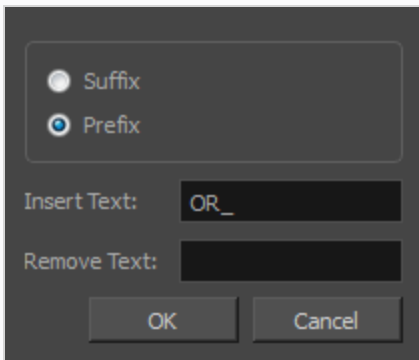 Suffix
Prefix
Insert Text: OR_
Remove Text:
OK Cancel